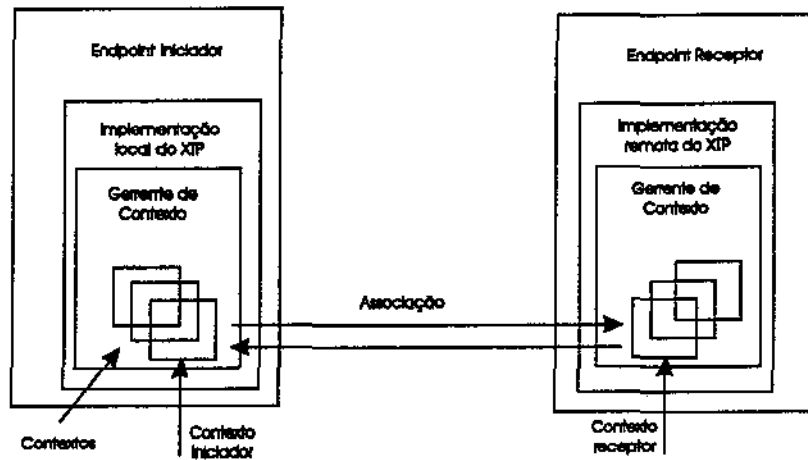 Endpoint Iniciador
Implementação
local do XTP
Gerente de
Contexto
Contextos
Contexto
Iniciador
Associação
Endpoint Receptor
Implementação
remota do XTP
Gerente de
Contexto
Contexto
receptor